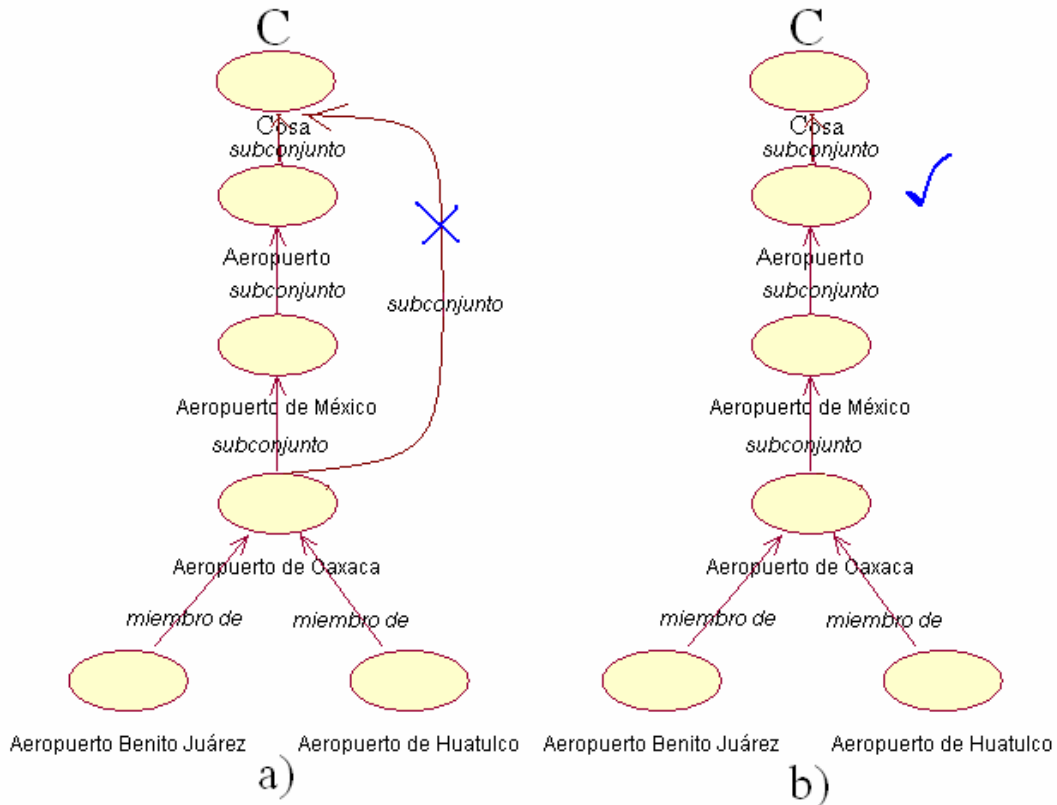 C
Cosa
subconjunto
Aeropuerto
subconjunto
subconjunto
Aeropuerto de México
subconjunto
Aeropuerto de Oaxaca
miembro de
miembro de
Aeropuerto Benito Juárez
Aeropuerto de Huatulco
a)
C
Cosa
subconjunto
Aeropuerto
subconjunto
Aeropuerto de México
subconjunto
Aeropuerto de Oaxaca
miembro de
miembro de
Aeropuerto Benito Juárez
Aeropuerto de Huatulco
b)